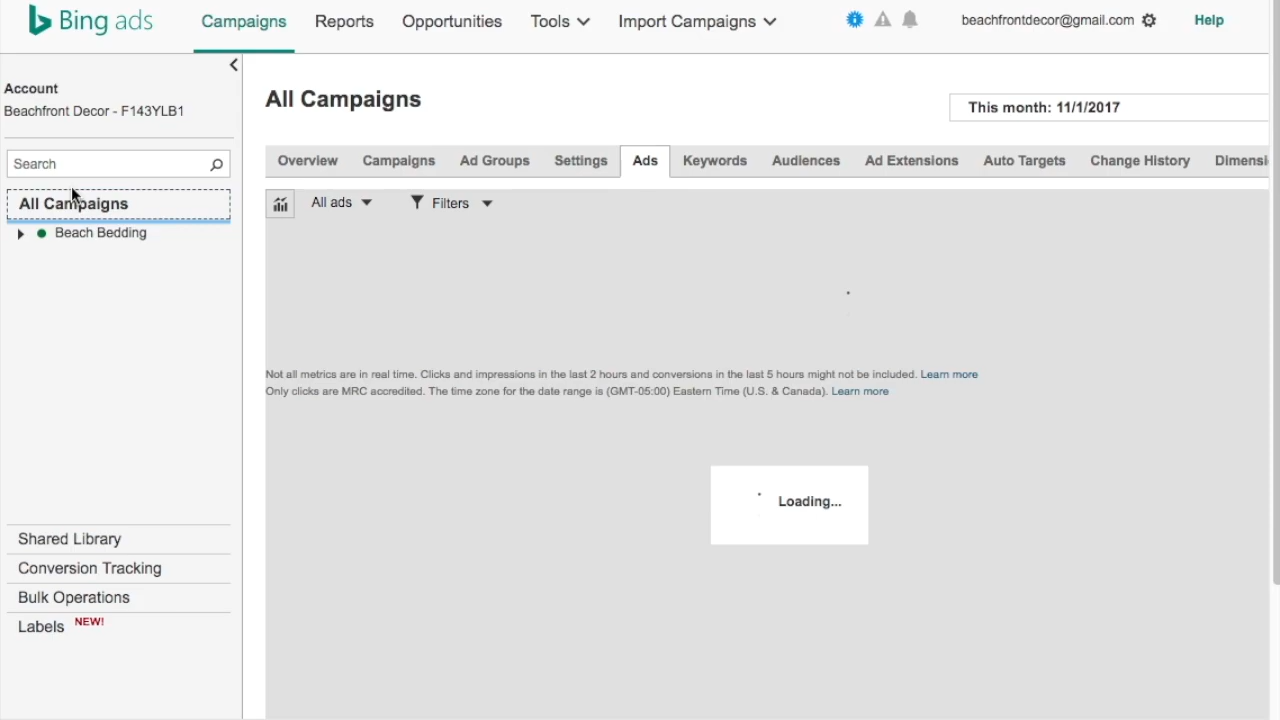 Bing ads
Campaigns
Reports
Opportunities
Tools
Import Campaigns
beachfrontdecor@gmail.com
Help
Account
Beachfront Decor - F143YLB1
Search
All Campaigns
Beach Bedding
Shared Library
Conversion Tracking
Bulk Operations
Labels NEW!
All Campaigns
This month: 11/1/2017
Overview
Campaigns
Ad Groups
Settings
Ads
Keywords
Audiences
Ad Extensions
Auto Targets
Change History
Dimensi
All ads
Filters
Not all metrics are in real time. Clicks and impressions in the last 2 hours and conversions in the last 5 hours might not be included. Learn more
Only clicks are MRC accredited. The time zone for the date range is (GMT-05:00) Eastern Time (U.S. & Canada). Learn more
Loading...